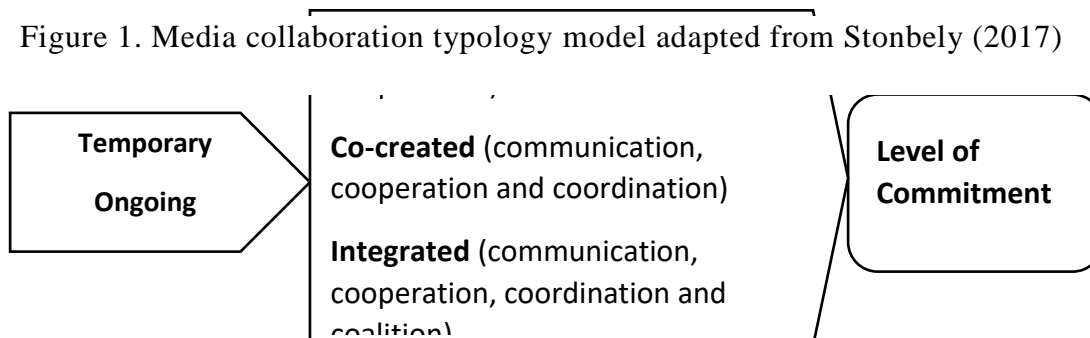 Figure 1. Media collaboration typology model adapted from Stonbely (2017)
Temporary
Ongoing
Co-created (communication,
cooperation and coordination)
Integrated (communication,
cooperation, coordination and
coalition)
Level of
Commitment